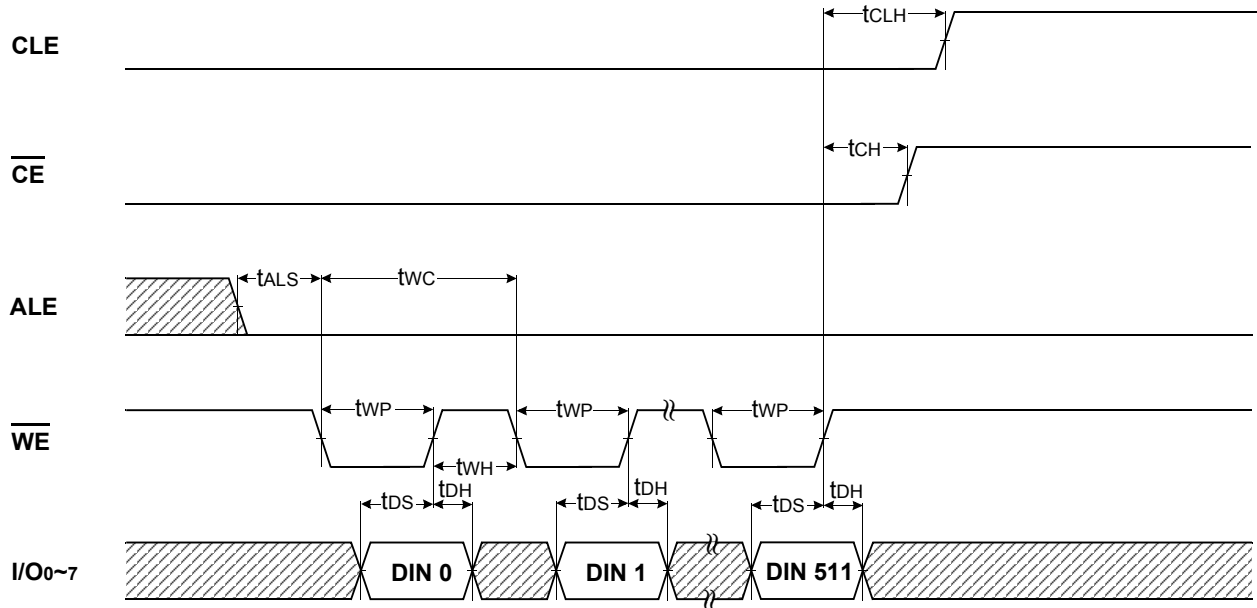 CLE
tCLH
CE
tCH
ALE
tALS
tWC
WE
tWP
tWP
tWP
tWH
tDS
tDH
tDS
tDH
tDS
tDH
I/O0~7
DIN 0
DIN 1
DIN 511